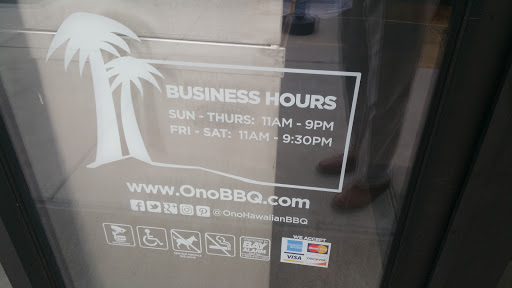 BUSINESS HOURS
SUN - THURS: 11AM - 9PM
FRI - SAT: 11AM - 9:30PM
www.OnoBBQ.com
@OnoHawaiianBBQ
WE ACCEPT
BAY
ALARM
VISA